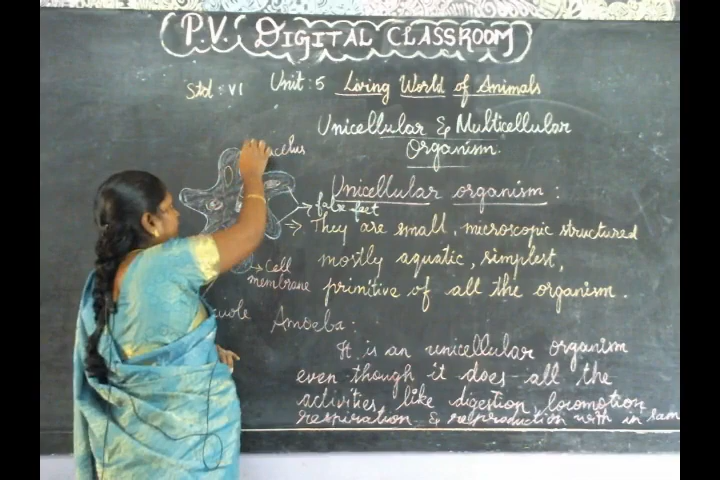 P.V. DIGITAL CLASSROOM
Std : VI Unit : 5 Living World of Animals
Unicellular & Multicellular
Organism.
Unicellular organism :
false feet
They are small, microscopic structured
mostly aquatic, simplest,
primitive of all the organism.
Cell
membrane
Amoeba :
It is an unicellular organism
even though it does all the
activities like digestion, locomotion,
respiration & reproduction with in sam